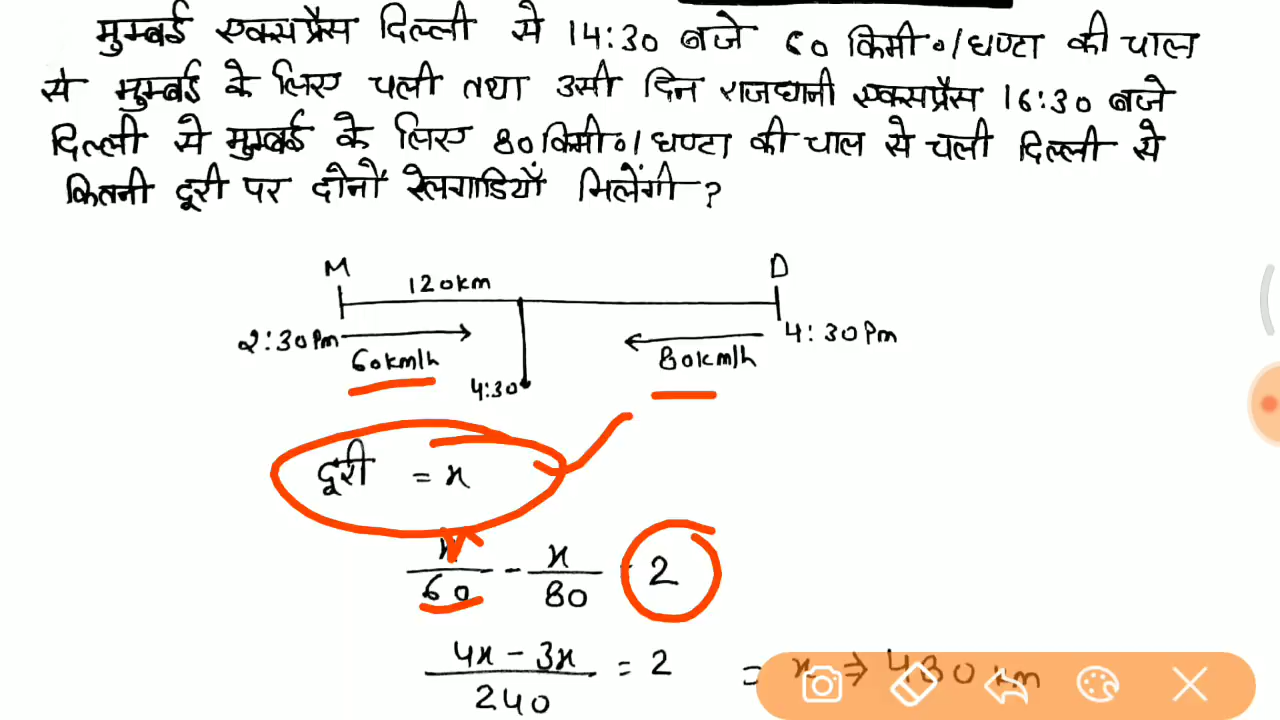 मुम्बई एक्सप्रैस दिल्ली से 14:30 बजे 60 किमी०/घण्टा की चाल
से मुम्बई के लिए चली तथा उसी दिन राजधानी एक्सप्रैस 16:30 बजे
दिल्ली से मुम्बई के लिए 80 किमी०/घण्टा की चाल से चली दिल्ली से
कितनी दूरी पर दोनों रेलगाडियाँ मिलेंगी ?
M D
120km
2:30Pm 4:30Pm
60km/h 80km/h
4:30
दूरी = x
x/60 - x/80 = 2
4x - 3x/240 = 2 = x ⇒ 480 km